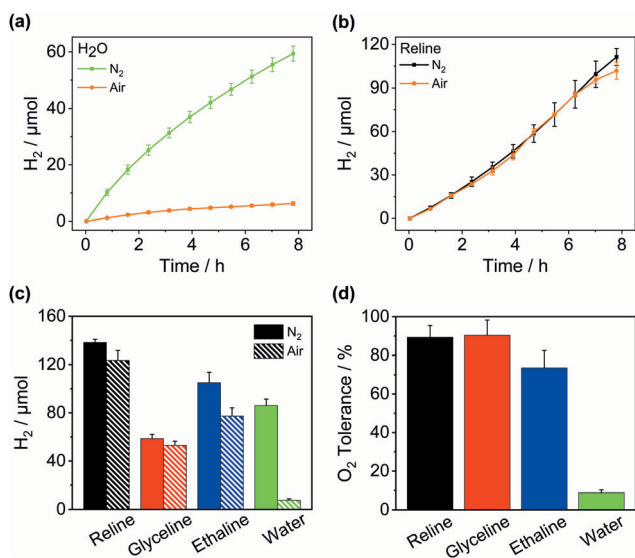 (a)
H2O
N2
Air
H2 / μmol
60
40
20
0
0 2 4 6 8
Time / h
(b)
Reline
N2
Air
H2 / μmol
120
90
60
30
0
0 2 4 6 8
Time / h
(c)
N2
Air
H2 / μmol
160
120
80
40
0
Reline
Glyceline
Ethaline
Water
(d)
O2 Tolerance / %
100
80
60
40
20
0
Reline
Glyceline
Ethaline
Water